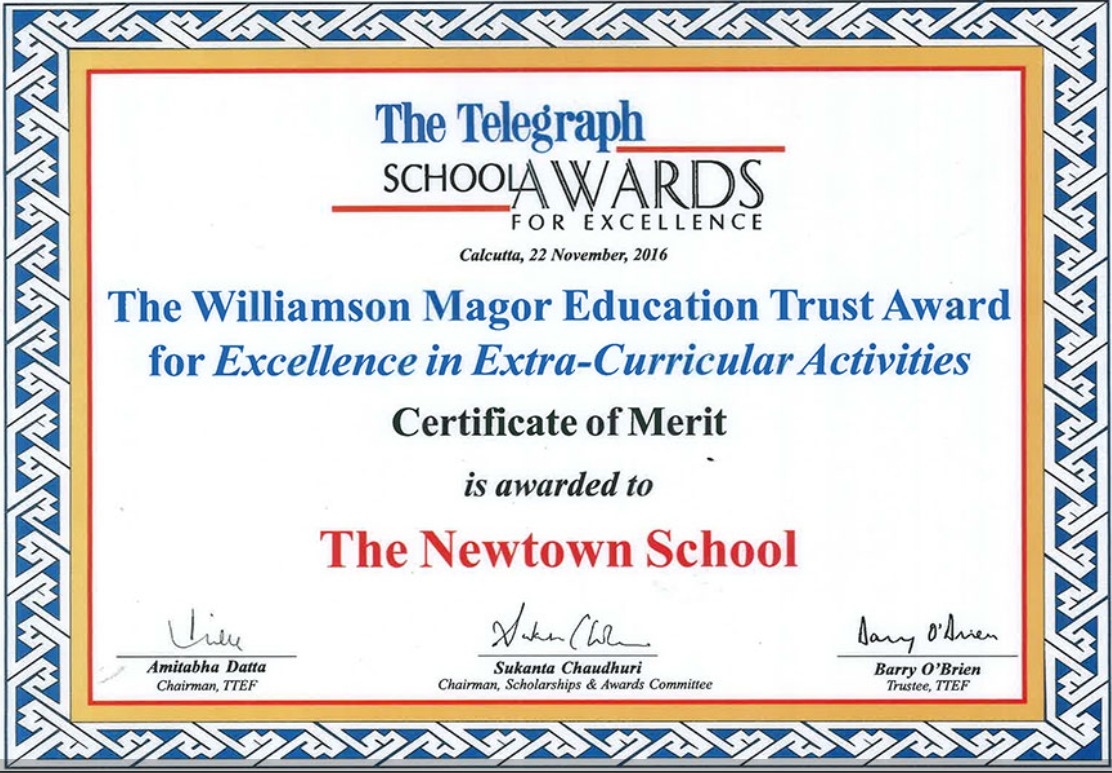 The Telegraph
SCHOOL AWARDS
FOR EXCELLENCE
Calcutta, 22 November, 2016
The Williamson Magor Education Trust Award
for Excellence in Extra-Curricular Activities
Certificate of Merit
is awarded to
The Newtown School
Barry O'Brien
Amitabha Datta
Chairman, TTEF
Sukanta Chaudhuri
Chairman, Scholarships & Awards Committee
Barry O'Brien
Trustee, TTEF